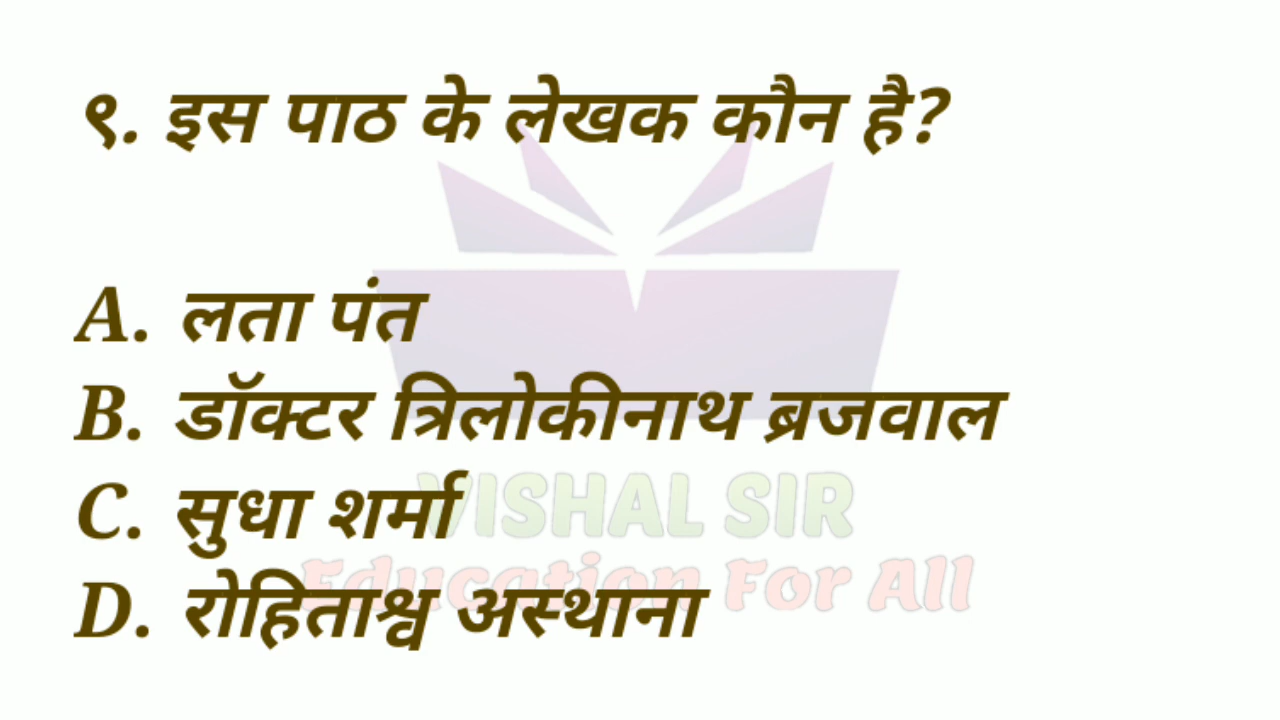 ९. इस पाठ के लेखक कौन है?
A. लता पंत
B. डॉक्टर त्रिलोकीनाथ ब्रजवाल
C. सुधा शर्मा
D. रोहिताश्व अस्थाना
VISHAL SIR
Education For All